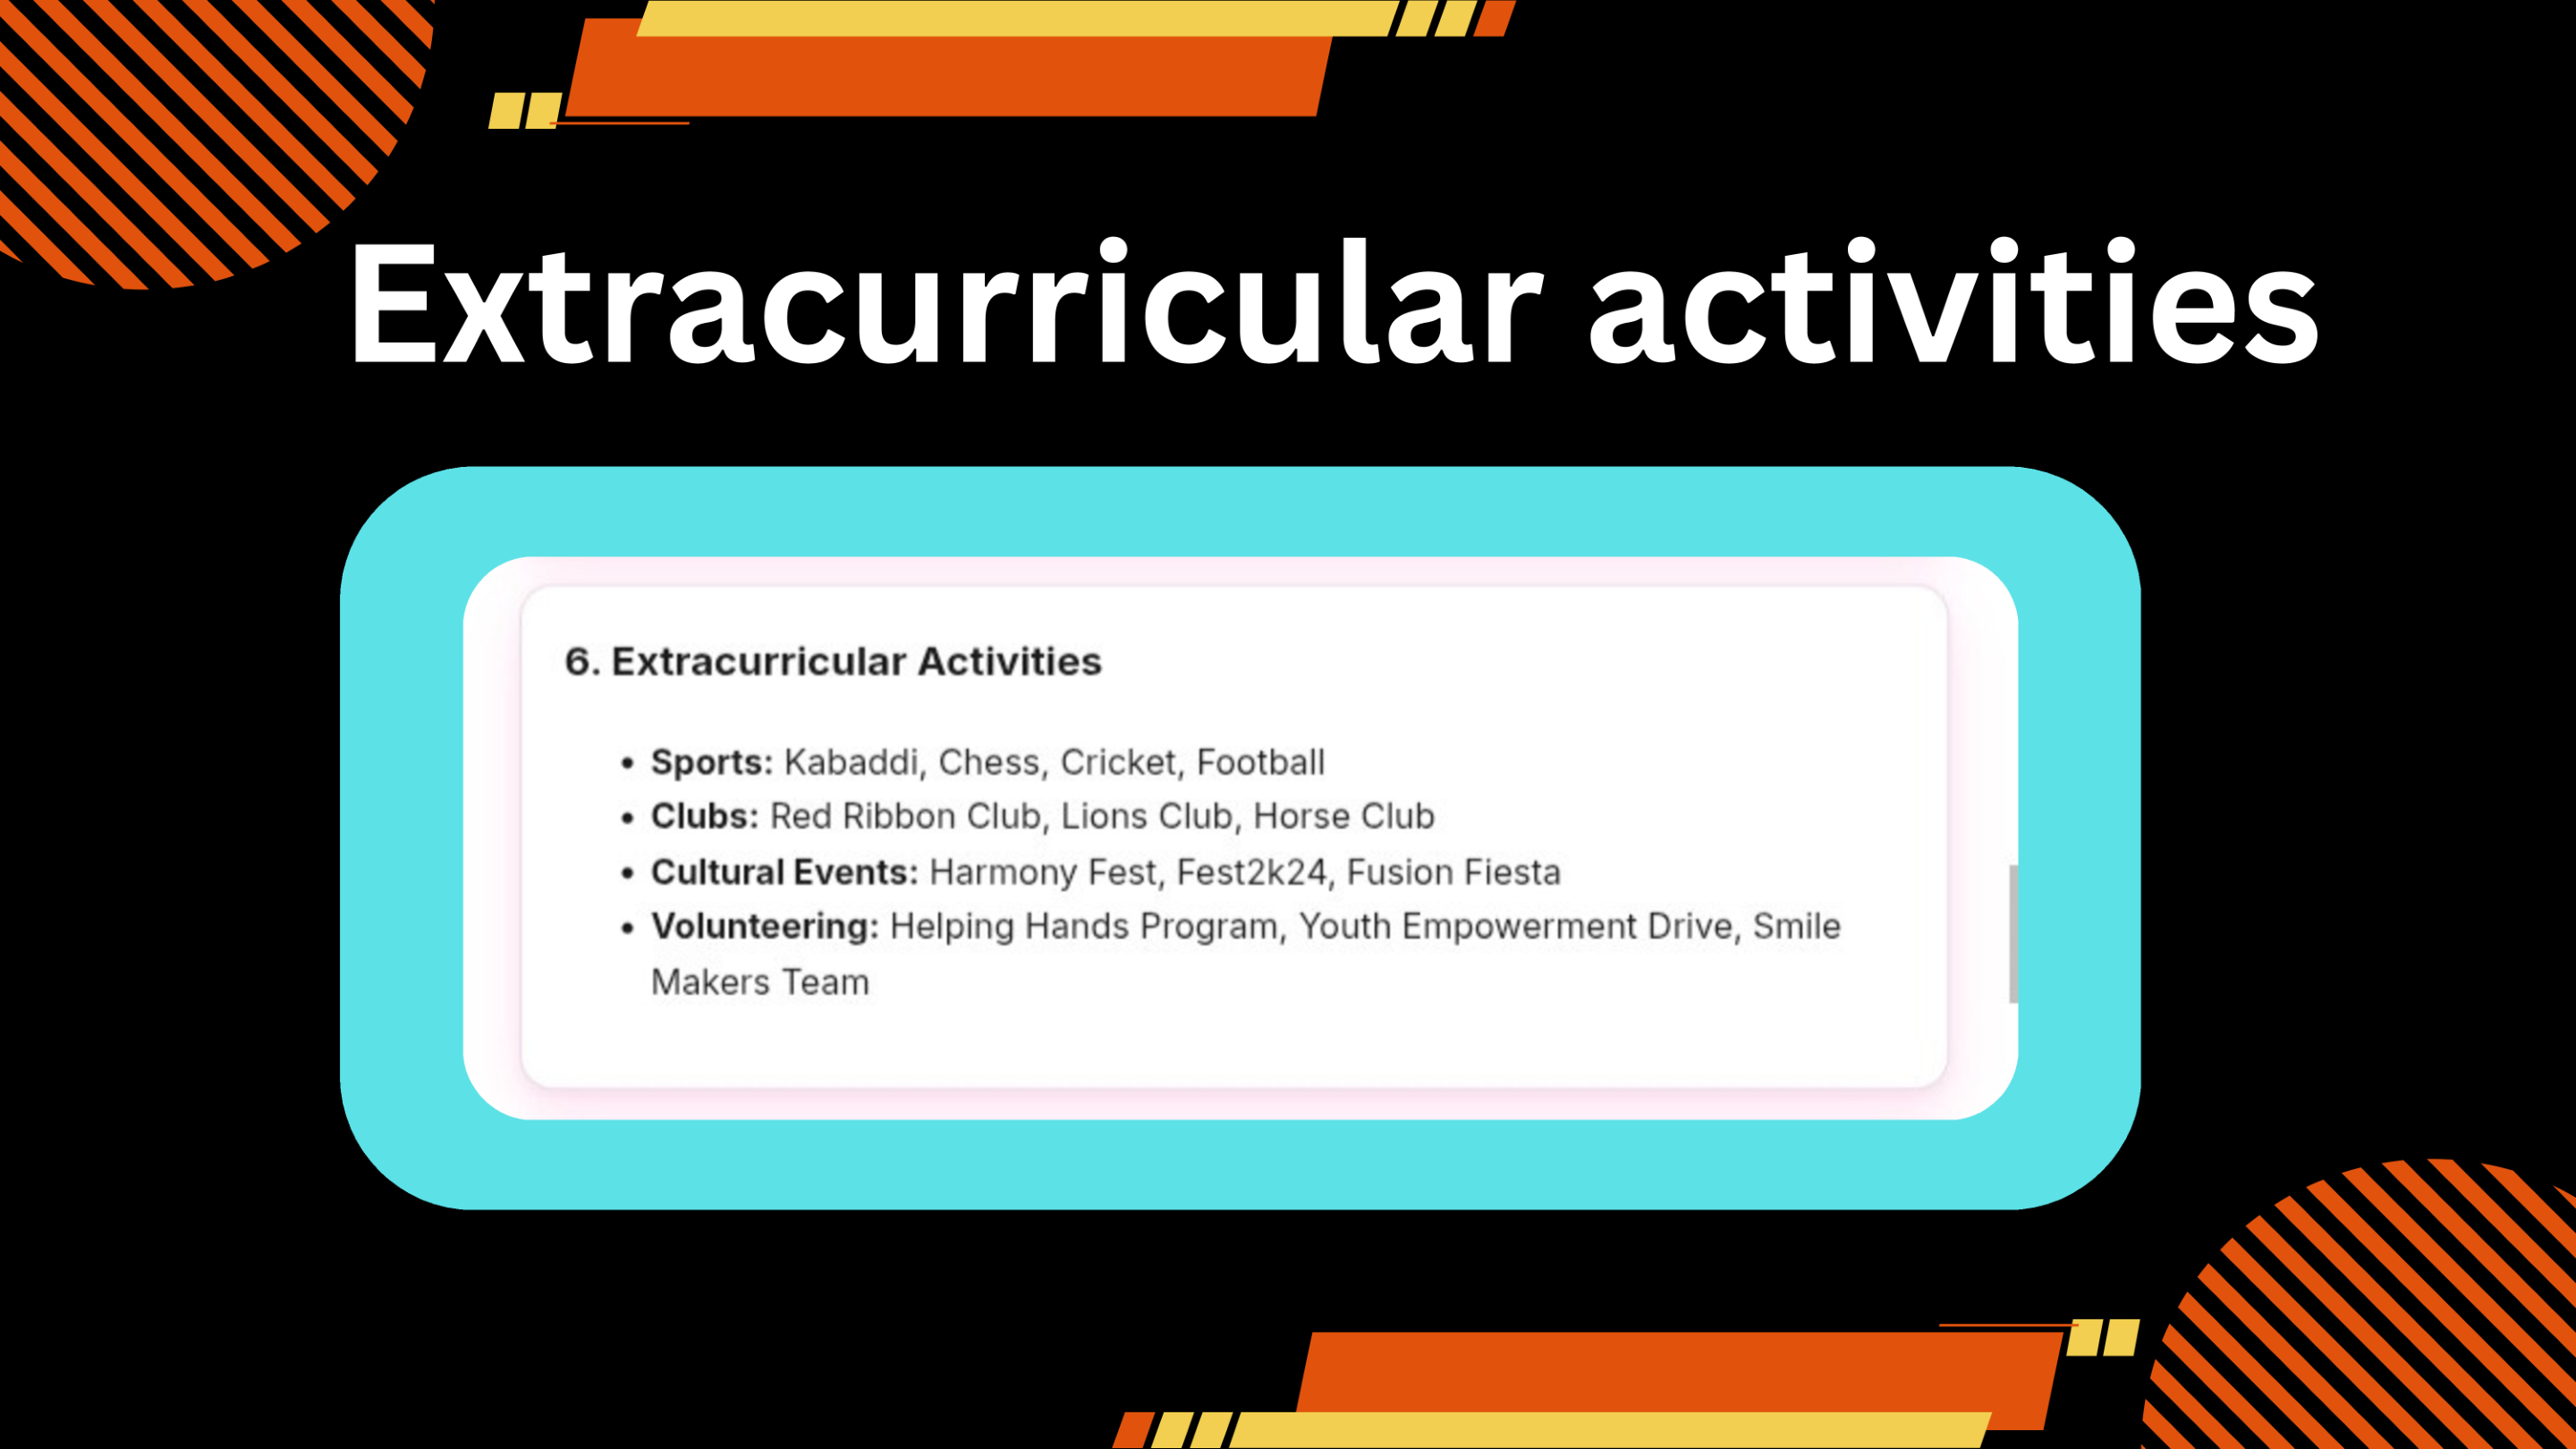 Extracurricular activities
6. Extracurricular Activities
• Sports: Kabaddi, Chess, Cricket, Football
• Clubs: Red Ribbon Club, Lions Club, Horse Club
• Cultural Events: Harmony Fest, Fest2k24, Fusion Fiesta
• Volunteering: Helping Hands Program, Youth Empowerment Drive, Smile
Makers Team